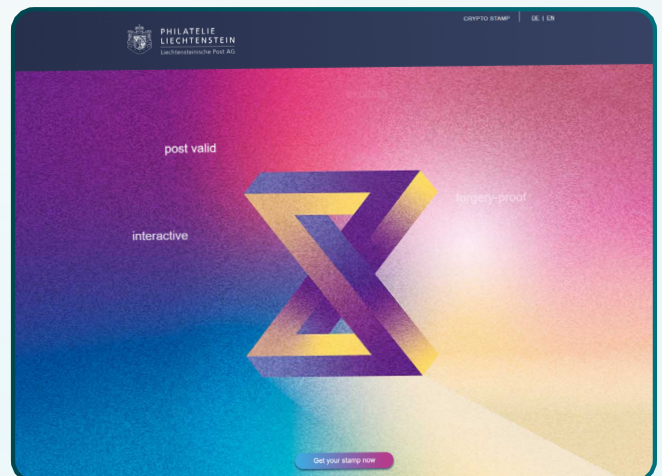 CRYPTO STAMP
DE | EN
PHILATELIE
LIECHTENSTEIN
Liechtensteinische Post AG
post valid
forgery-proof
interactive
Get your stamp now